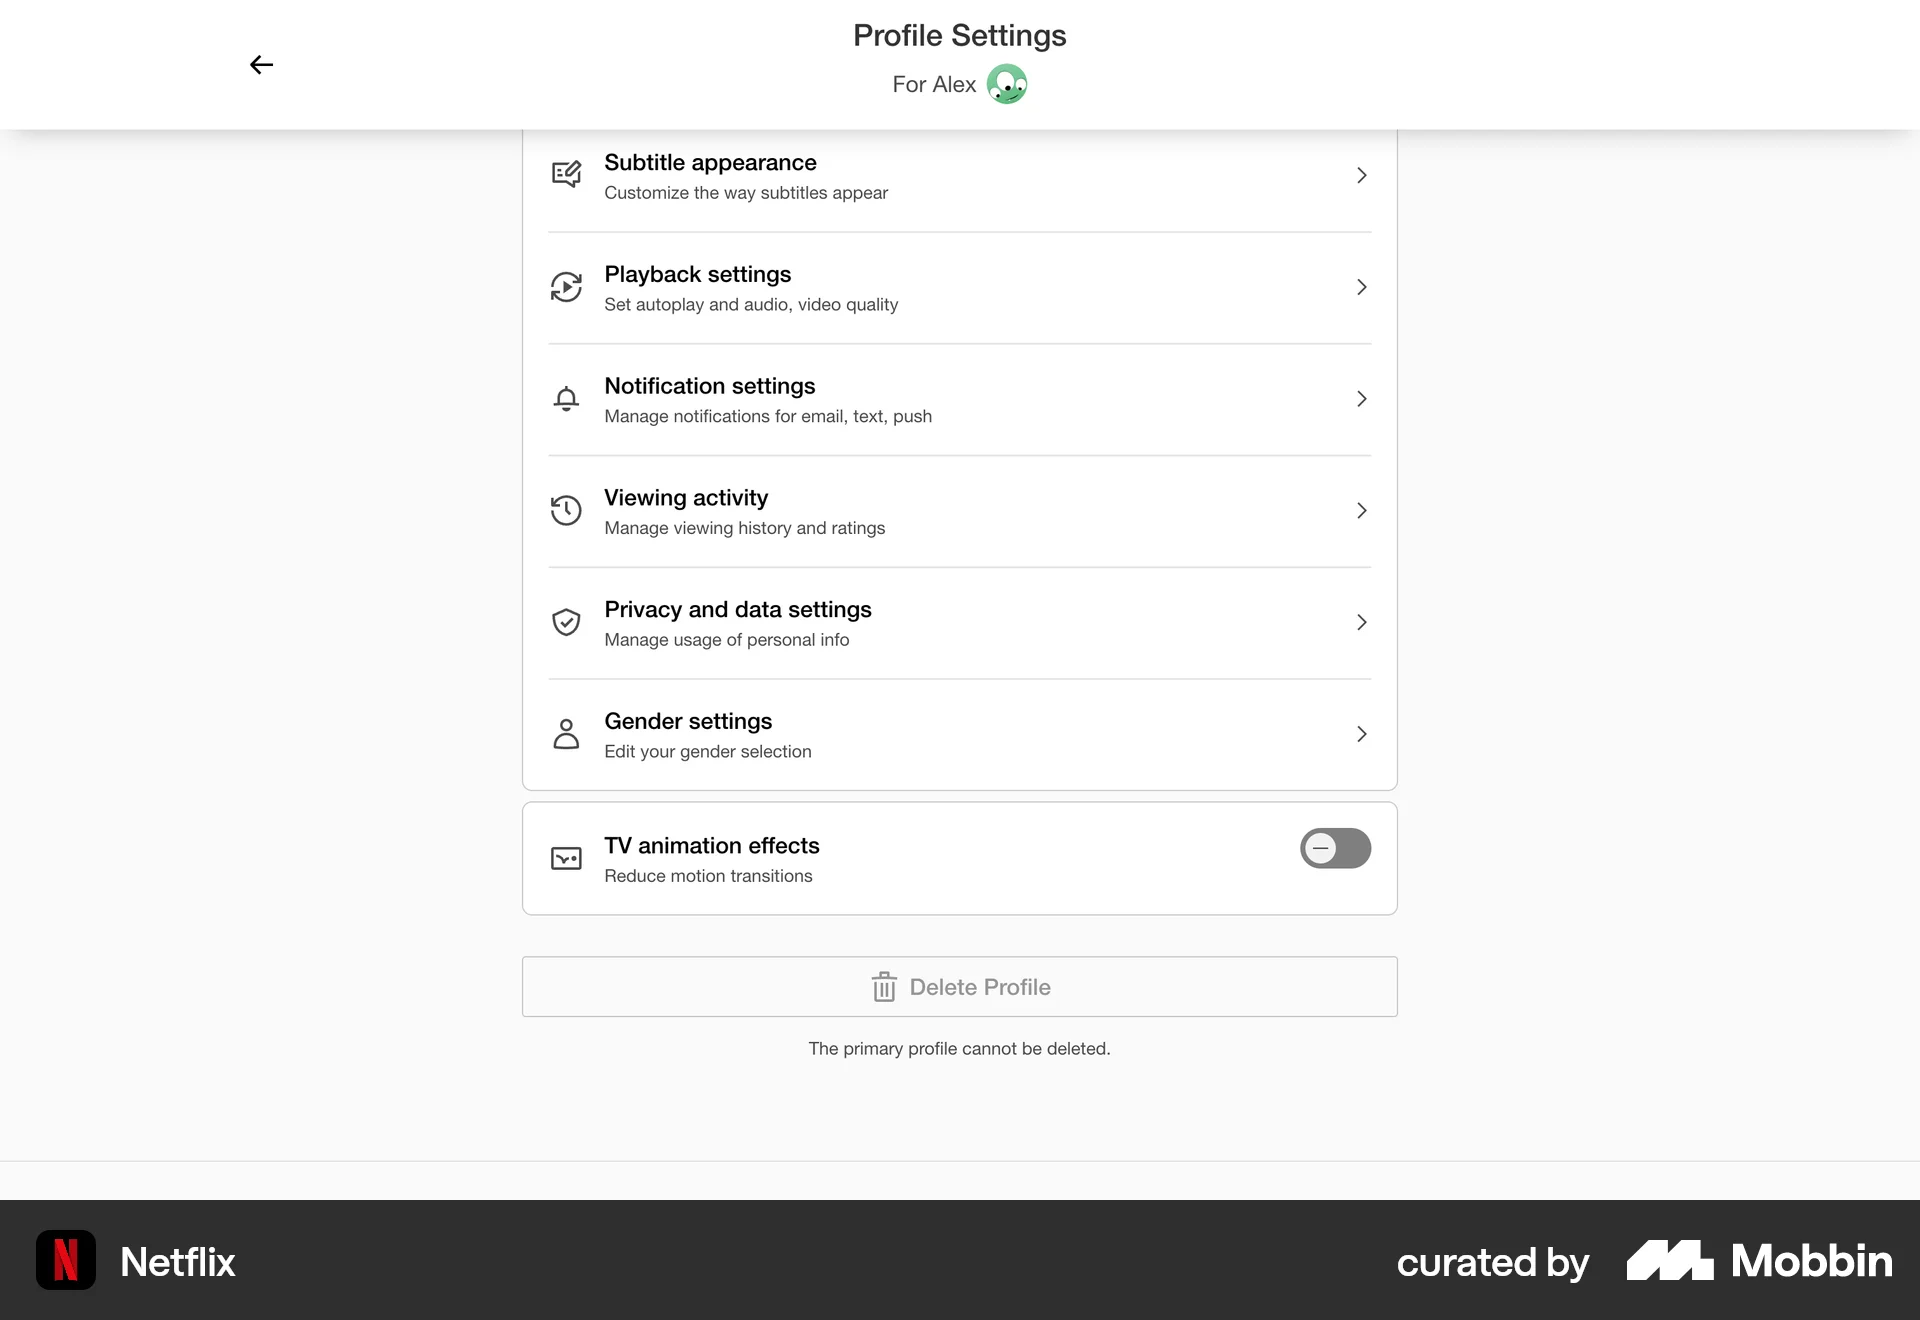 Profile Settings
For Alex
Subtitle appearance
Customize the way subtitles appear
Playback settings
Set autoplay and audio, video quality
Notification settings
Manage notifications for email, text, push
Viewing activity
Manage viewing history and ratings
Privacy and data settings
Manage usage of personal info
Gender settings
Edit your gender selection
TV animation effects
Reduce motion transitions
Delete Profile
The primary profile cannot be deleted.
N Netflix
curated by Mobbin